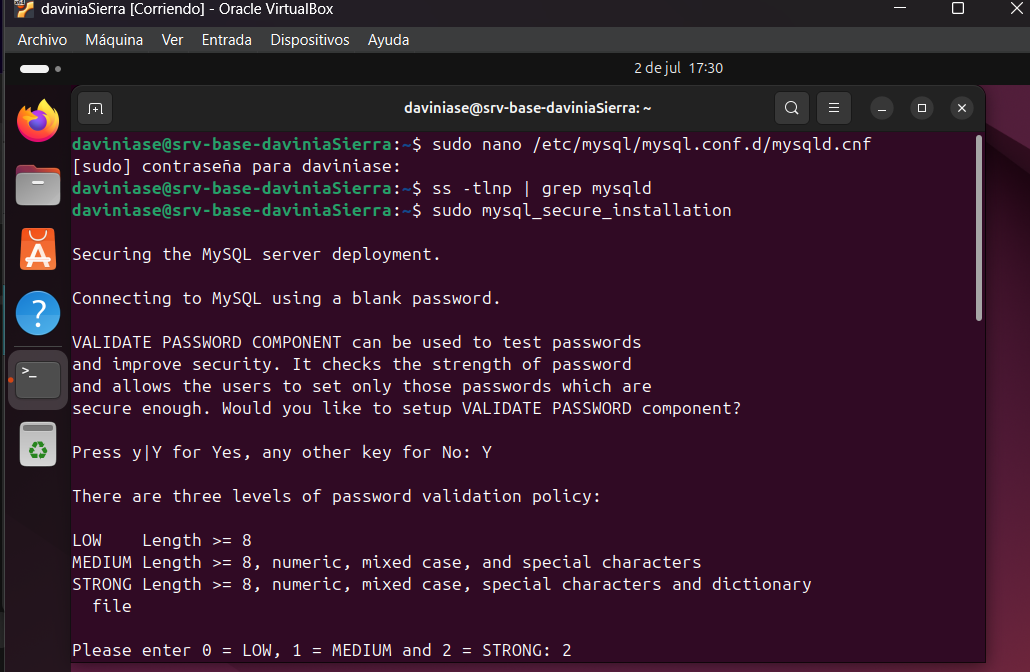 daviniaSierra [Corriendo] - Oracle VirtualBox
Archivo Máquina Ver Entrada Dispositivos Ayuda
2 de jul 17:30
daviniase@srv-base-daviniaSierra: ~
daviniase@srv-base-daviniaSierra:~$ sudo nano /etc/mysql/mysql.conf.d/mysqld.cnf
[sudo] contraseña para daviniase:
daviniase@srv-base-daviniaSierra:~$ ss -tlnp | grep mysqld
daviniase@srv-base-daviniaSierra:~$ sudo mysql_secure_installation
Securing the MySQL server deployment.
Connecting to MySQL using a blank password.
VALIDATE PASSWORD COMPONENT can be used to test passwords
and improve security. It checks the strength of password
and allows the users to set only those passwords which are
secure enough. Would you like to setup VALIDATE PASSWORD component?
Press y|Y for Yes, any other key for No: Y
There are three levels of password validation policy:
LOW    Length >= 8
MEDIUM Length >= 8, numeric, mixed case, and special characters
STRONG Length >= 8, numeric, mixed case, special characters and dictionary
  file
Please enter 0 = LOW, 1 = MEDIUM and 2 = STRONG: 2